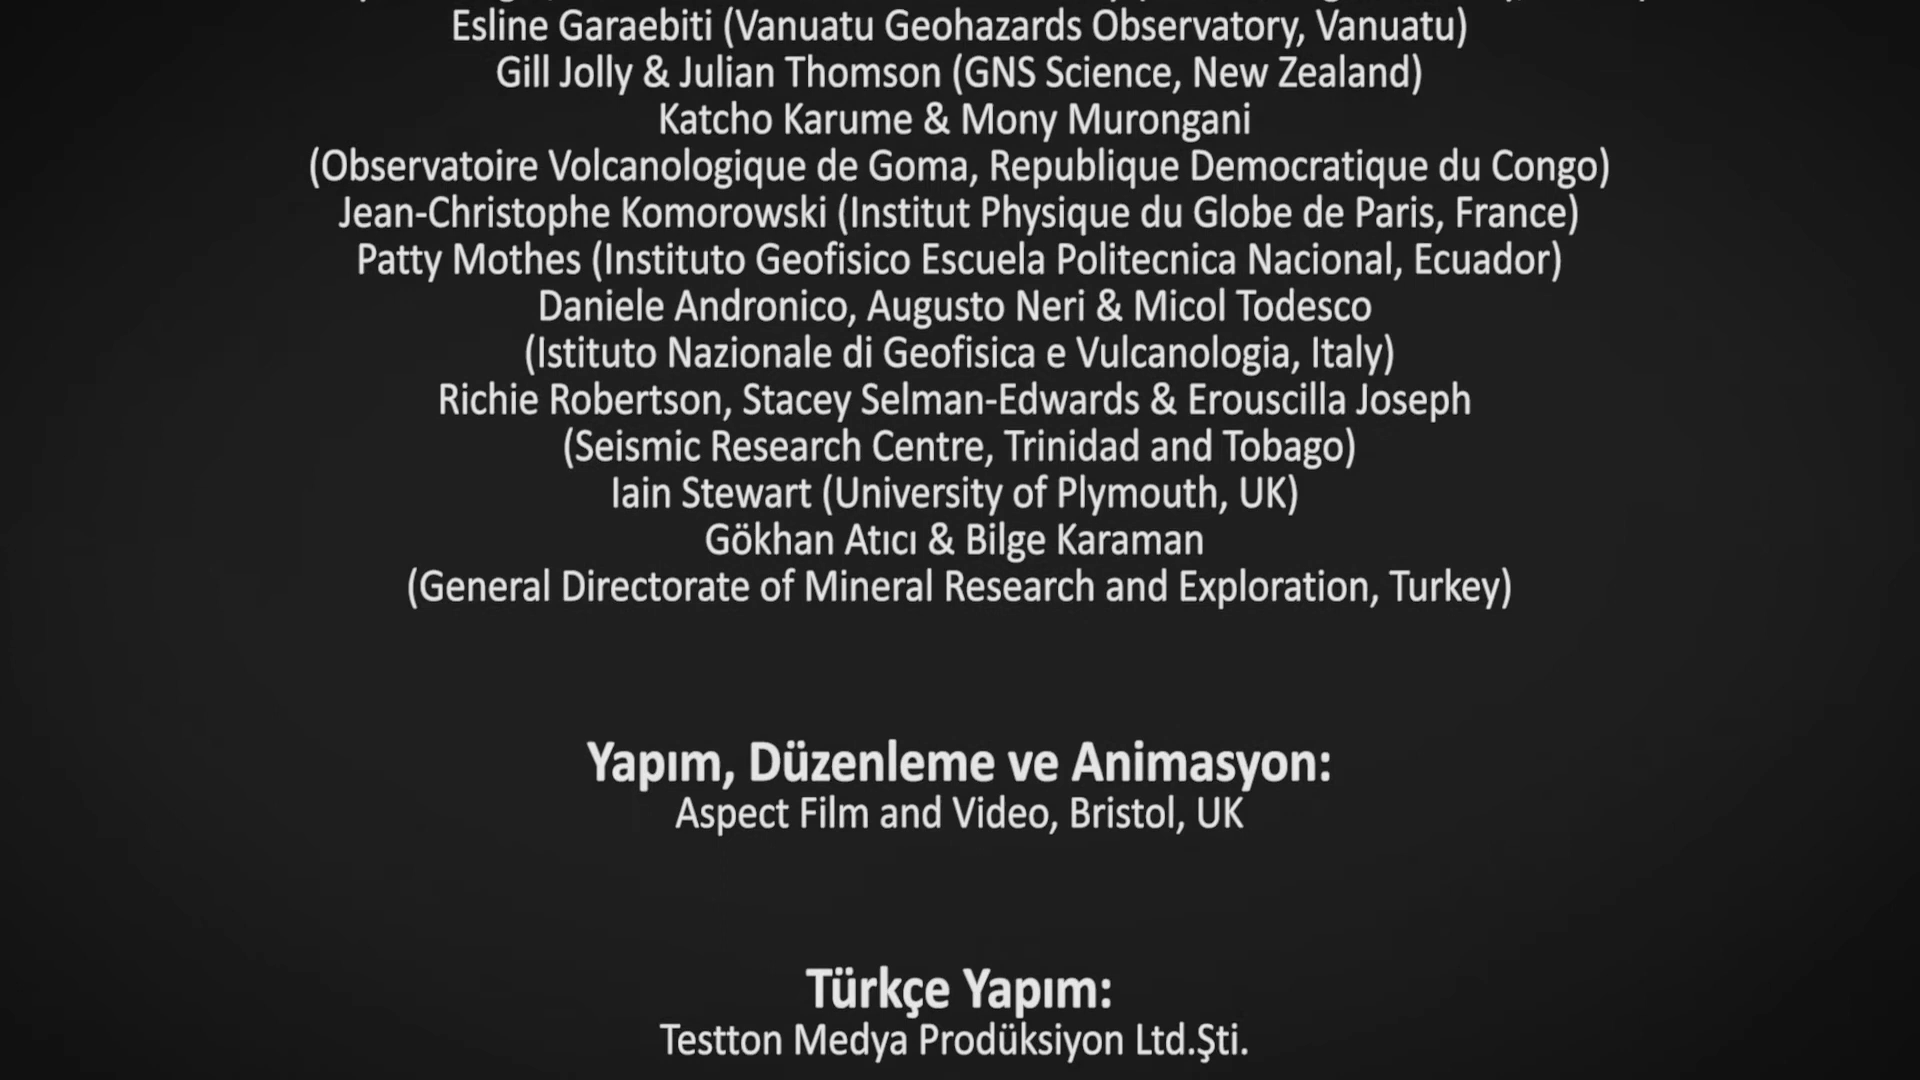 Esline Garaebiti (Vanuatu Geohazards Observatory, Vanuatu)
Gill Jolly & Julian Thomson (GNS Science, New Zealand)
Katcho Karume & Mony Murongani
(Observatoire Volcanologique de Goma, Republique Democratique du Congo)
Jean-Christophe Komorowski (Institut Physique du Globe de Paris, France)
Patty Mothes (Instituto Geofisico Escuela Politecnica Nacional, Ecuador)
Daniele Andronico, Augusto Neri & Micol Todesco
(Istituto Nazionale di Geofisica e Vulcanologia, Italy)
Richie Robertson, Stacey Selman-Edwards & Erouscilla Joseph
(Seismic Research Centre, Trinidad and Tobago)
Iain Stewart (University of Plymouth, UK)
Gökhan Atıcı & Bilge Karaman
(General Directorate of Mineral Research and Exploration, Turkey)
Yapım, Düzenleme ve Animasyon:
Aspect Film and Video, Bristol, UK
Türkçe Yapım:
Testton Medya Prodüksiyon Ltd.Şti.